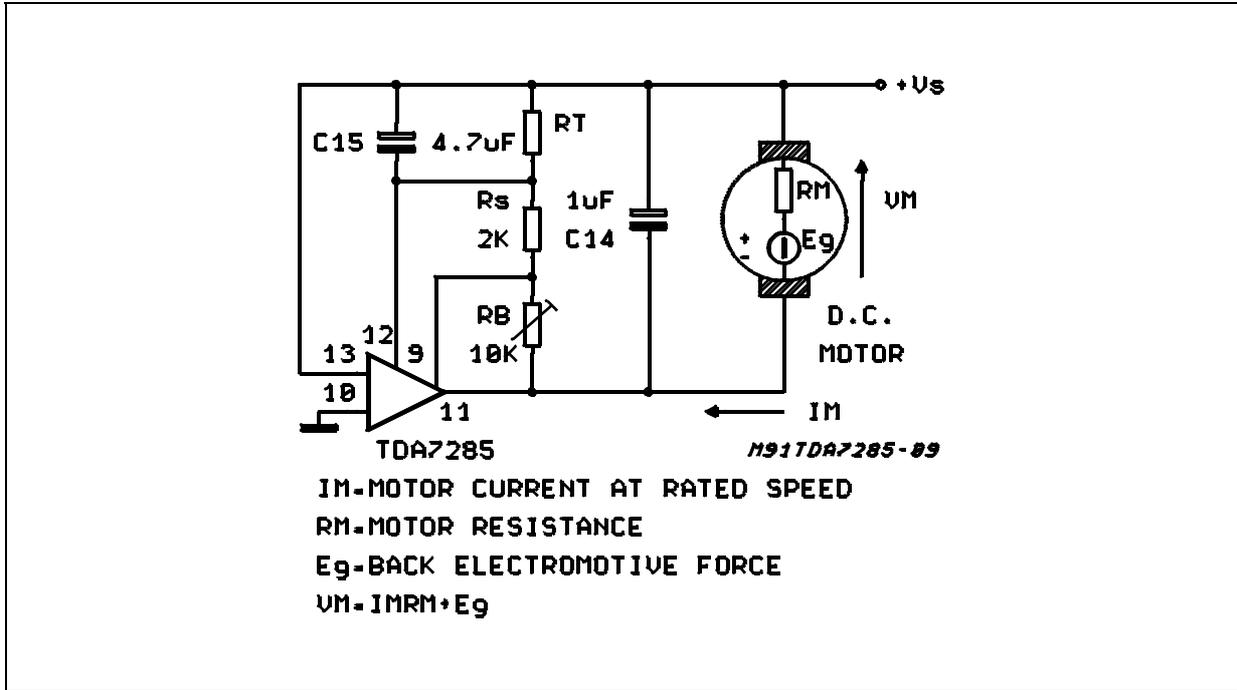 +Vs
RT
C15
4.7uF
RM
VM
Rs
1uF
2K
C14
+
-
Eg
RB
D.C.
12
13
9
10K
MOTOR
10
11
IM
TDA7285
M91TDA7285-09
IM=MOTOR CURRENT AT RATED SPEED
RM=MOTOR RESISTANCE
Eg=BACK ELECTROMOTIVE FORCE
VM=IMRM+Eg